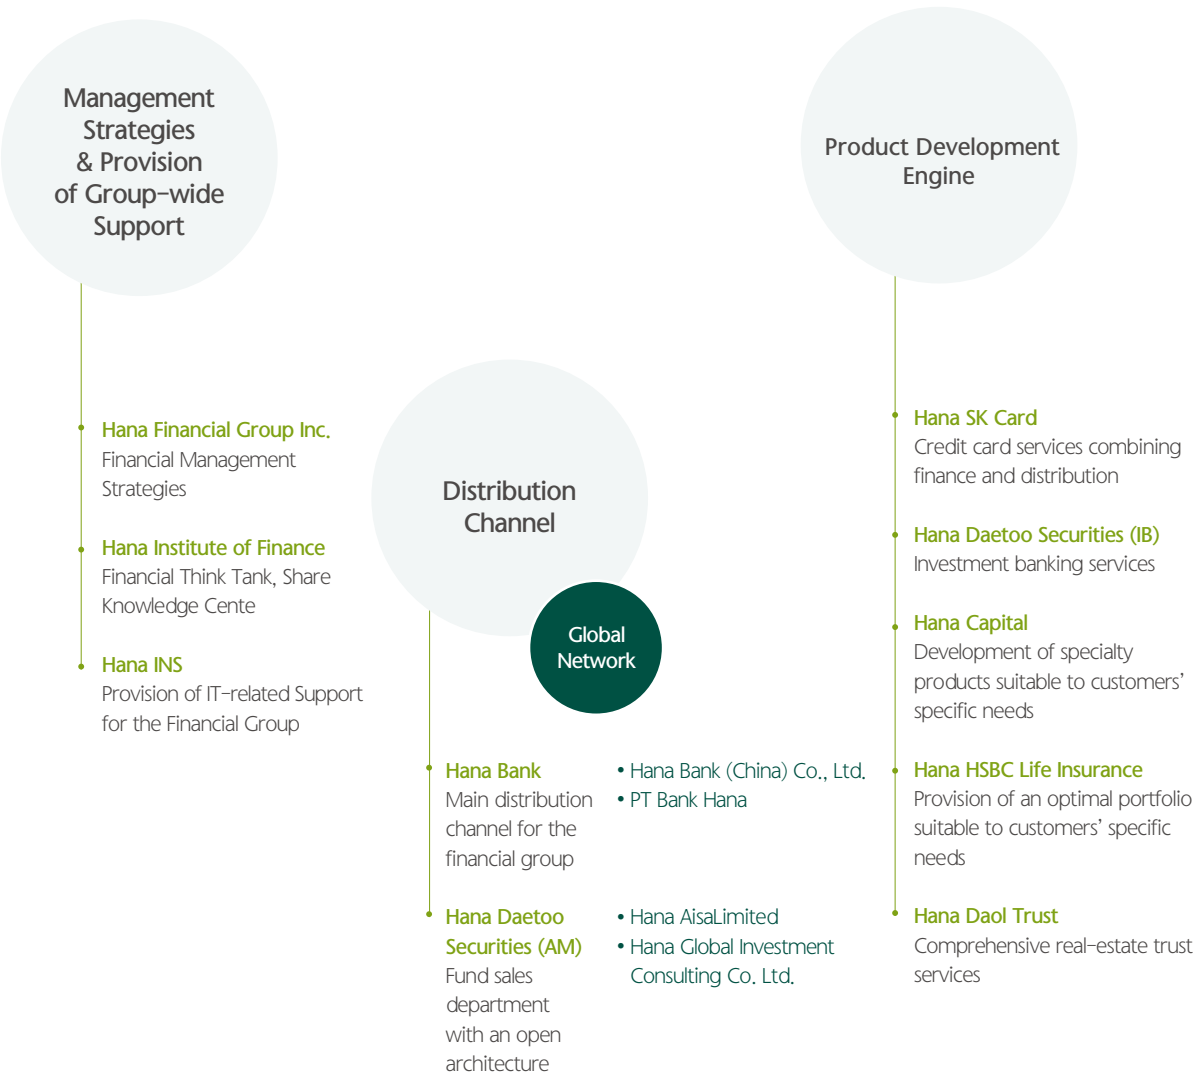 Management
Strategies
& Provision
of Group-wide
Support
Hana Financial Group Inc.
Financial Management
Strategies
Hana Institute of Finance
Financial Think Tank, Share
Knowledge Cente
Hana INS
Provision of IT-related Support
for the Financial Group
Distribution
Channel
Global
Network
Hana Bank
Main distribution
channel for the
financial group
• Hana Bank (China) Co., Ltd.
• PT Bank Hana
Hana Daetoo
Securities (AM)
Fund sales
department
with an open
architecture
• Hana AisaLimited
• Hana Global Investment
Consulting Co. Ltd.
Product Development
Engine
Hana SK Card
Credit card services combining
finance and distribution
Hana Daetoo Securities (IB)
Investment banking services
Hana Capital
Development of specialty
products suitable to customers’
specific needs
Hana HSBC Life Insurance
Provision of an optimal portfolio
suitable to customers’ specific
needs
Hana Daol Trust
Comprehensive real-estate trust
services